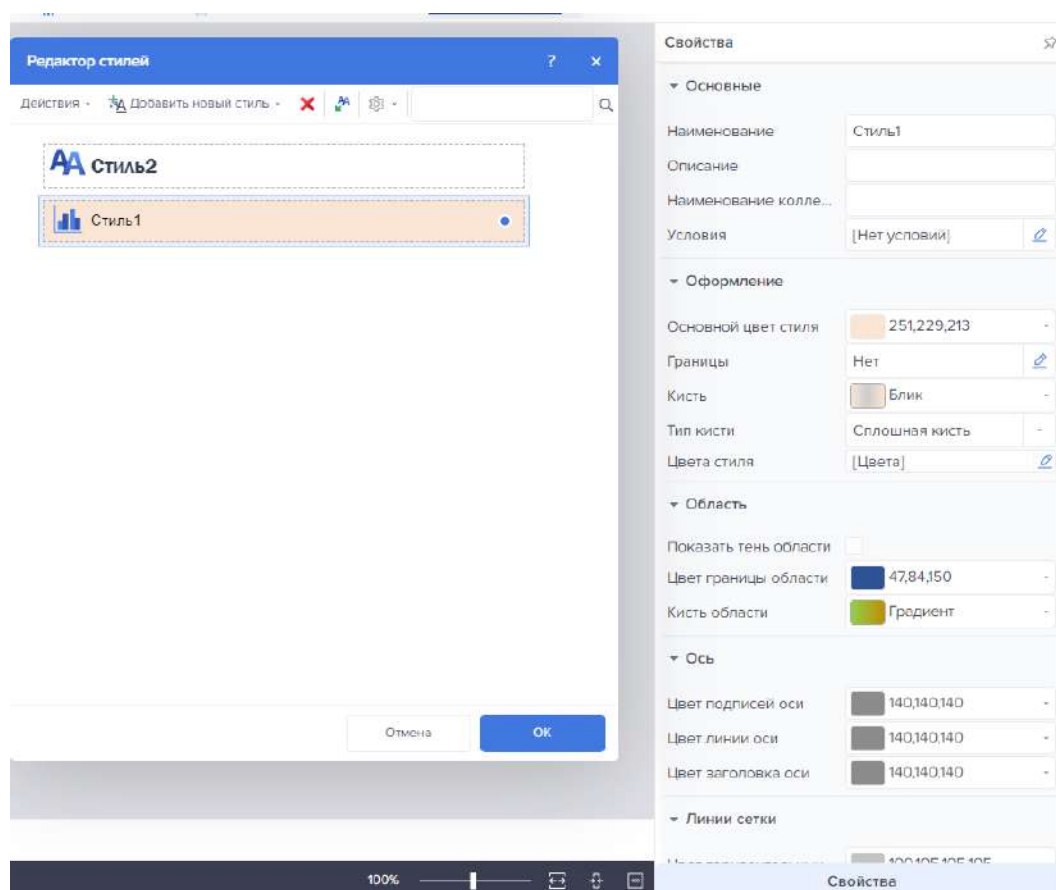 Редактор стилей ? ×
Действия Добавить новый стиль
Стиль2
Стиль1
Отмена OK
100%
Свойства
Основные
Наименование Стиль1
Описание
Наименование колле...
Условия [Нет условий]
Оформление
Основной цвет стиля 251,229,213
Границы Нет
Кисть Блик
Тип кисти Сплошная кисть
Цвета стиля [Цвета]
Область
Показать тень области
Цвет границы области 47,84,150
Кисть области Градиент
Ось
Цвет подписей оси 140,140,140
Цвет линии оси 140,140,140
Цвет заголовка оси 140,140,140
Линии сетки
Свойства